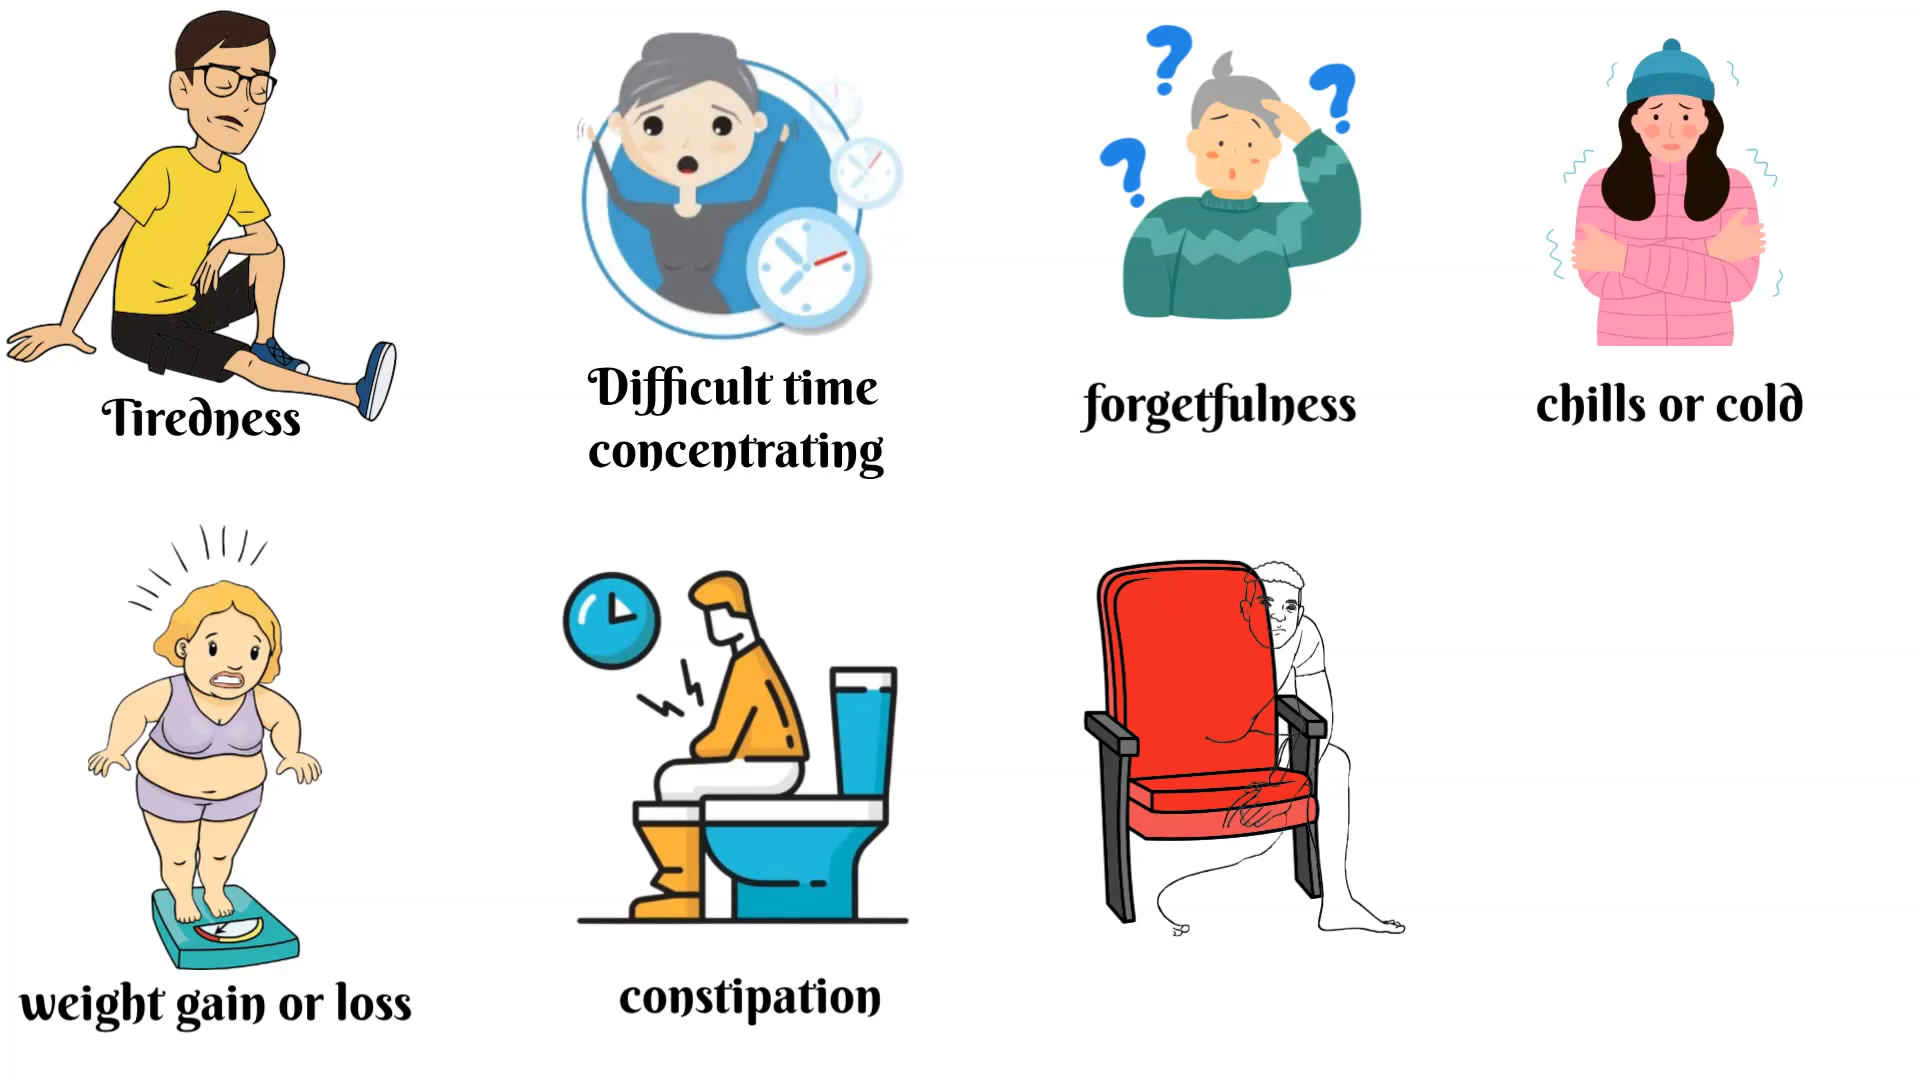 Tiredness
Difficult time
concentrating
forgetfulness
chills or cold
weight gain or loss
constipation